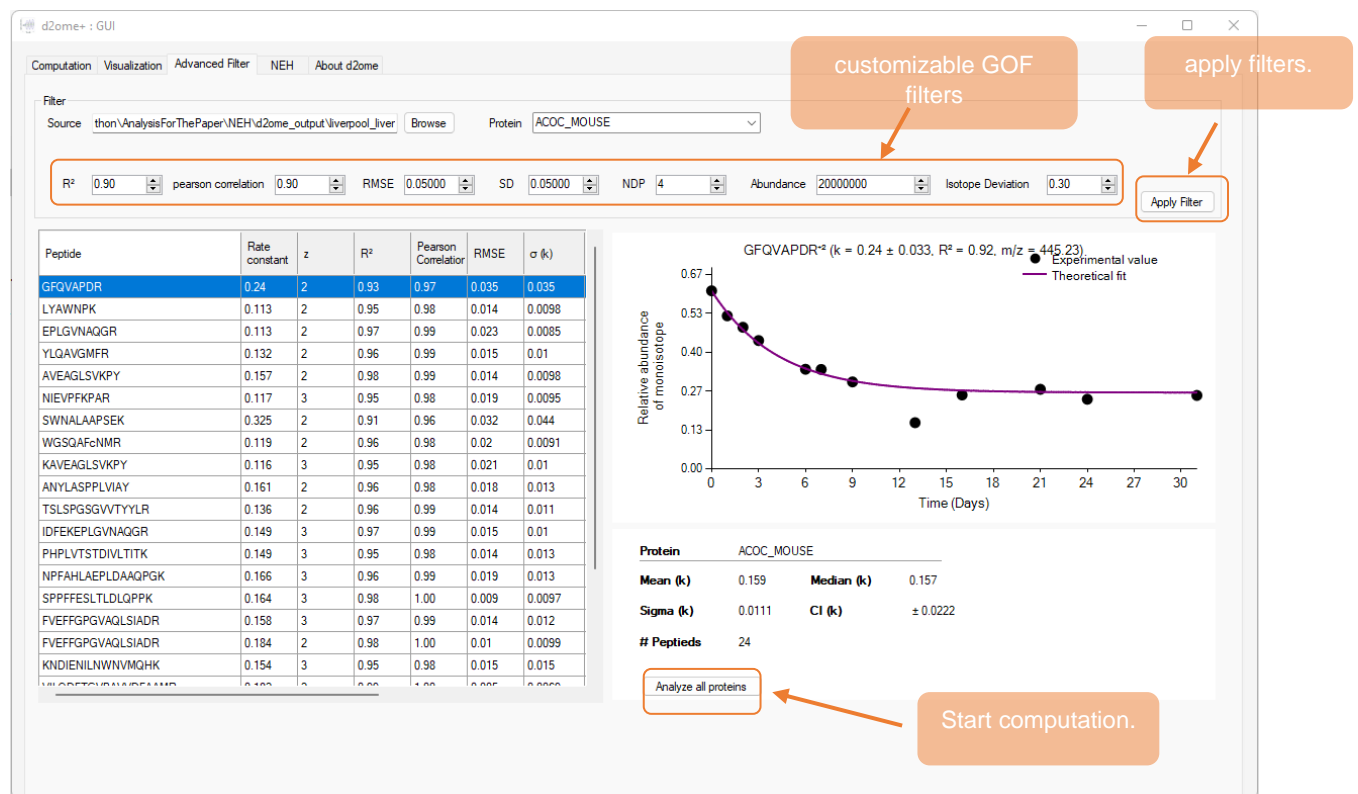 d2ome+ : GUI
customizable GOF
filters
apply filters.
Computation Visualization Advanced Filter NEH About d2ome
Filter
Source thon\AnalysisForThePaper\NEH\d2ome_output\liverpool_liver Browse Protein ACOC_MOUSE
R² 0.90 pearson correlation 0.90 RMSE 0.05000 SD 0.05000 NDP 4 Abundance 20000000 Isotope Deviation 0.30
Apply Filter
Peptide Rate constant z R² Pearson Correlation RMSE σ (k)
GFQVAPDR 0.24 2 0.93 0.97 0.035 0.035
LYAWNPK 0.113 2 0.95 0.98 0.014 0.0098
EPLGVNAQGR 0.113 2 0.97 0.99 0.023 0.0085
YLQAVGMFR 0.132 2 0.96 0.99 0.015 0.01
AVEAGLSVKPY 0.157 2 0.98 0.99 0.014 0.0098
NIEVPFKPAR 0.117 3 0.95 0.98 0.019 0.0095
SWNALAAPSEK 0.325 2 0.91 0.96 0.032 0.044
WGSQAFcNMR 0.119 2 0.96 0.98 0.02 0.0091
KAVEAGLSVKPY 0.116 3 0.95 0.98 0.021 0.01
ANYLASPPLVIAY 0.161 2 0.96 0.98 0.018 0.013
TSLSPGSGVVTYYLR 0.136 2 0.96 0.99 0.014 0.011
IDFEKEPLGVNAQGR 0.149 3 0.97 0.99 0.015 0.01
PHPLVTSTDIVLTITK 0.149 3 0.95 0.98 0.014 0.013
NPFAHLAEPLDAAQPGK 0.166 3 0.96 0.99 0.019 0.013
SPPFFESLTLDLQPPK 0.164 3 0.98 1.00 0.009 0.0097
FVEFFGPGVAQLSIADR 0.158 3 0.97 0.99 0.014 0.012
FVEFFGPGVAQLSIADR 0.184 2 0.98 1.00 0.01 0.0099
KNDIENILNWNVMQHK 0.154 3 0.95 0.98 0.015 0.015
GFQVAPDR⁺² (k = 0.24 ± 0.033, R² = 0.92, m/z = 445.23)
Experimental value
Theoretical fit
Relative abundance
of monoisotope
0.67
0.53
0.40
0.27
0.13
0.00
0 3 6 9 12 15 18 21 24 27 30
Time (Days)
Protein ACOC_MOUSE
Mean (k) 0.159 Median (k) 0.157
Sigma (k) 0.0111 CI (k) ± 0.0222
# Peptieds 24
Analyze all proteins
Start computation.